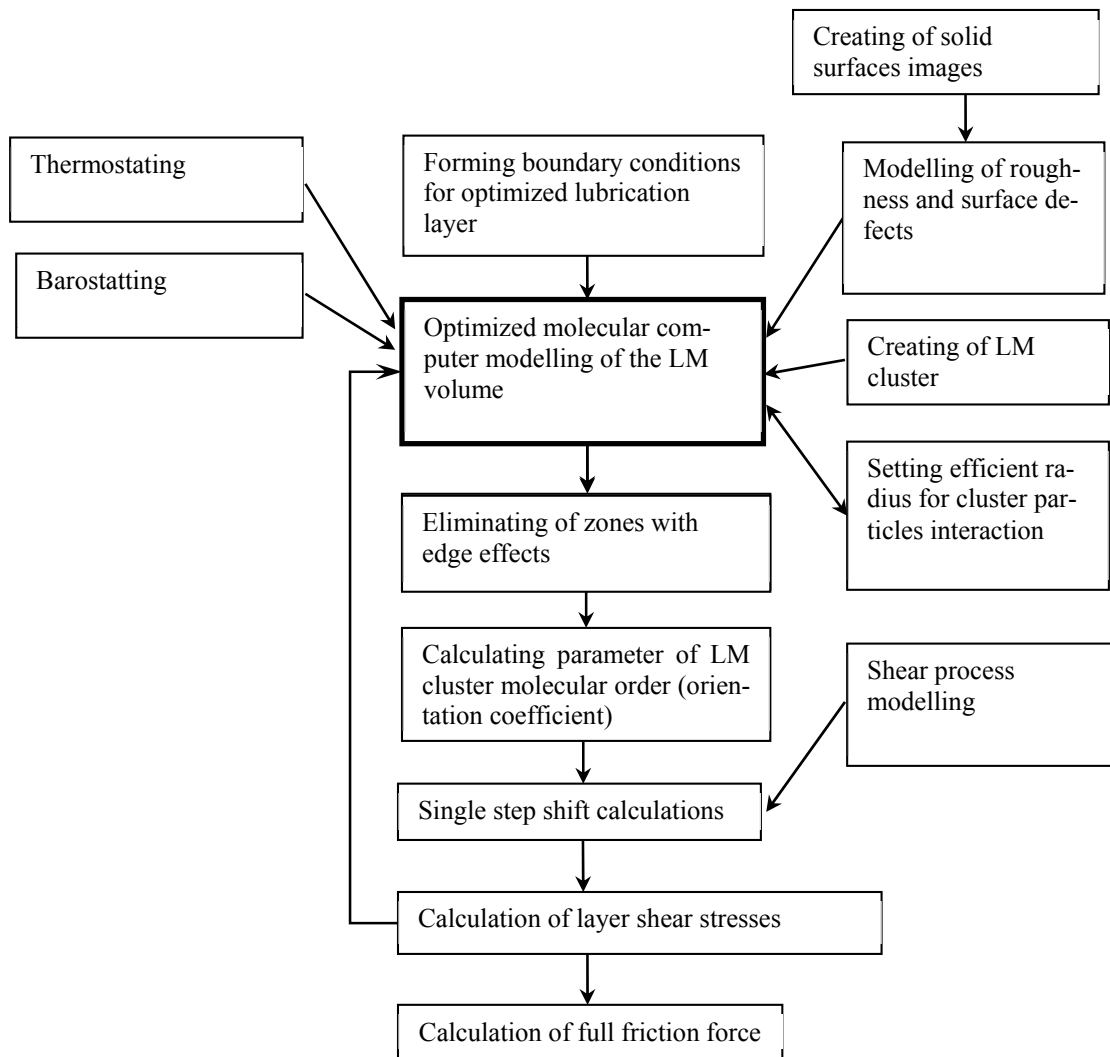 Creating of solid
surfaces images
Thermostating
Forming boundary conditions
for optimized lubrication
layer
Modelling of rough-
ness and surface de-
fects
Barostatting
Optimized molecular com-
puter modelling of the LM
volume
Creating of LM
cluster
Setting efficient ra-
dius for cluster par-
ticles interaction
Eliminating of zones with
edge effects
Calculating parameter of LM
cluster molecular order (orien-
tation coefficient)
Shear process
modelling
Single step shift calculations
Calculation of layer shear stresses
Calculation of full friction force